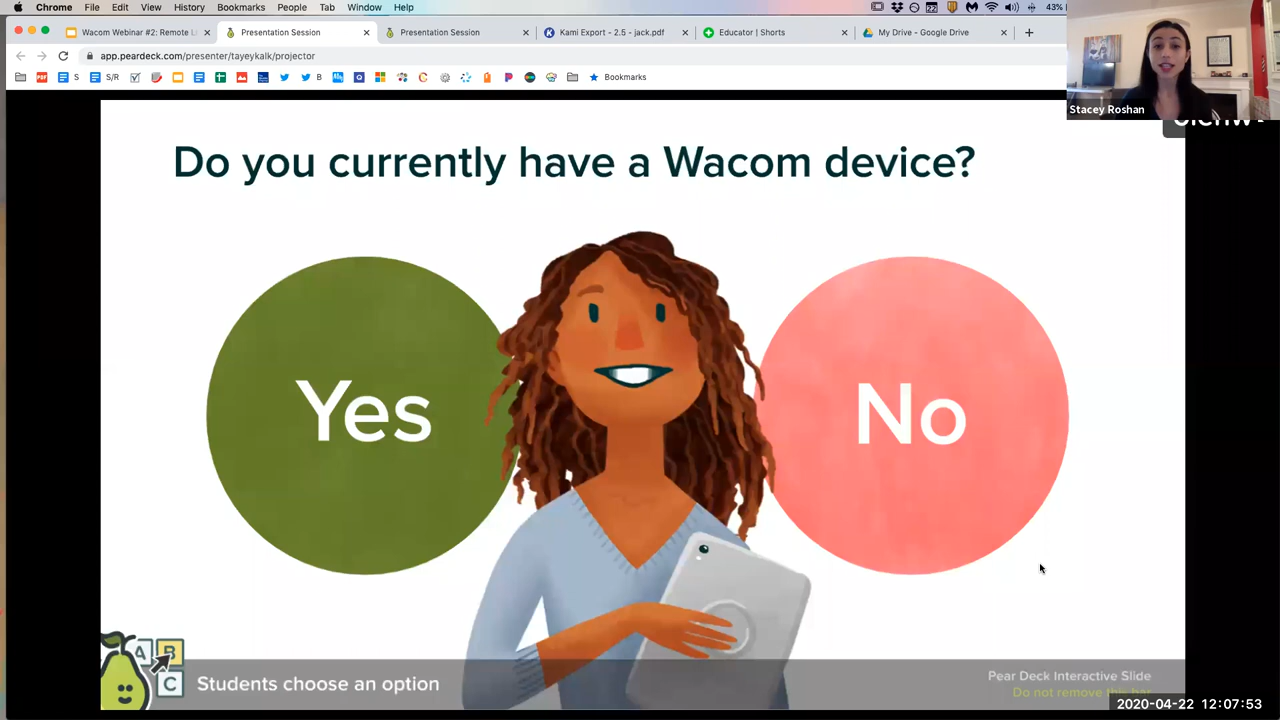 Chrome File Edit View History Bookmarks People Tab Window Help 43%
Wacom Webinar #2: Remote L
Presentation Session
Presentation Session
Kami Export - 2.5 - jack.pdf
Educator | Shorts
My Drive - Google Drive
app.peardeck.com/presenter/tayeykalk/projector
S S/R B Bookmarks
Stacey Roshan
Do you currently have a Wacom device?
Yes
No
A B
C
Students choose an option
Pear Deck Interactive Slide
Do not remove this bar
2020-04-22 12:07:53